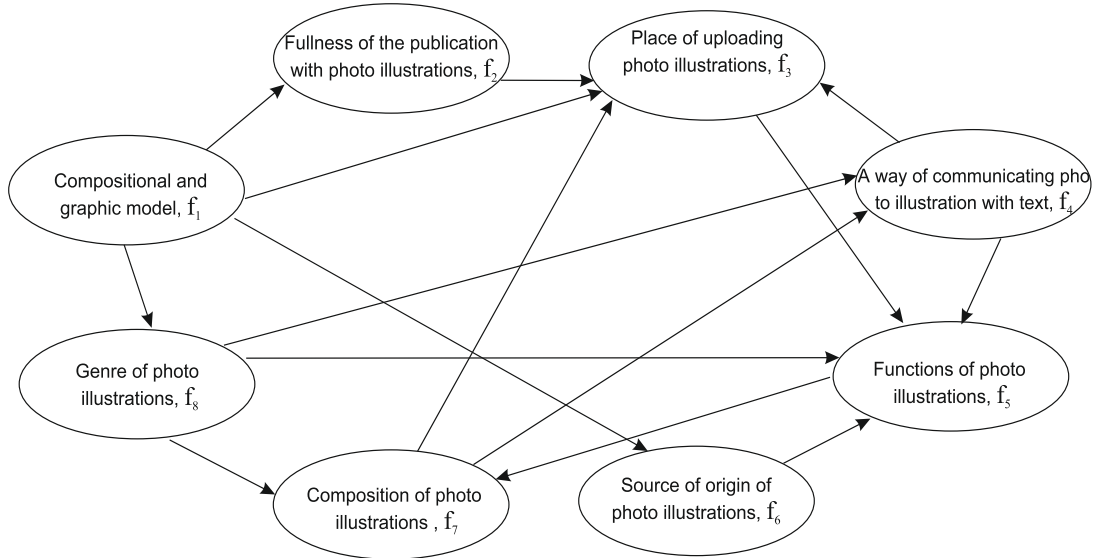 Fullness of the publication
with photo illustrations, f₂
Place of uploading
photo illustrations, f₃
Compositional and
graphic model, f₁
A way of communicating pho
to illustration with text, f₄
Genre of photo
illustrations, f₈
Functions of photo
illustrations, f₅
Composition of photo
illustrations , f₇
Source of origin of
photo illustrations, f₆